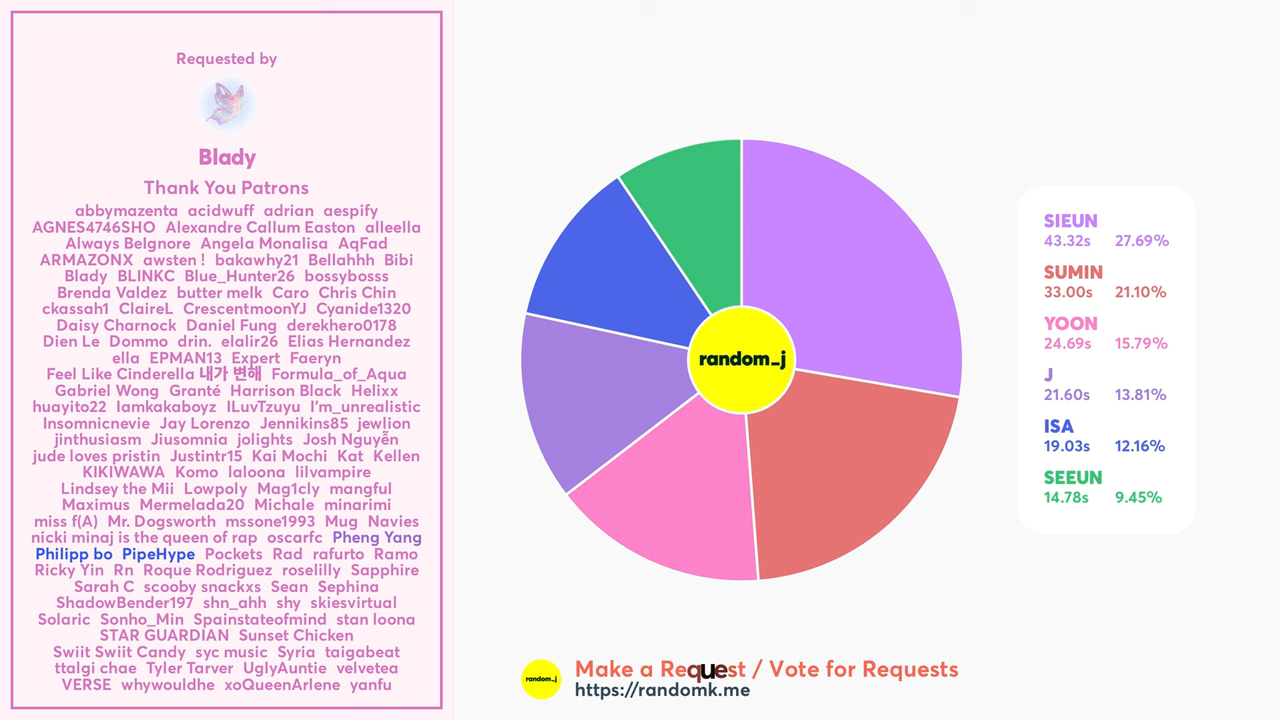 Requested by
Blady
Thank You Patrons
abbymazenta acidwuff adrian aespify
AGNES4746SHO Alexandre Callum Easton alleella
Always Belgnore Angela Monalisa AqFad
ARMAZONX awsten ! bakawhy21 Bellahhh Bibi
Blady BLINKC Blue_Hunter26 bossybosss
Brenda Valdez butter melk Caro Chris Chin
ckassah1 ClaireL CrescentmoonYJ Cyanide1320
Daisy Charnock Daniel Fung derekhero0178
Dien Le Dommo drin. elalir26 Elias Hernandez
ella EPMAN13 Expert Faeryn
Feel Like Cinderella 내가 변해 Formula_of_Aqua
Gabriel Wong Granté Harrison Black Helixx
huayito22 Iamkakaboyz ILuvTzuyu I'm_unrealistic
Insomnicnevie Jay Lorenzo Jennikins85 jewlion
jinthusiasm Jiusomnia jolights Josh Nguyễn
jude loves pristin Justintr15 Kai Mochi Kat Kellen
KIKIWAWA Komo laloona lilvampire
Lindsey the Mii Lowpoly Mag1cly mangful
Maximus Mermelada20 Michale minarimi
miss f(A) Mr. Dogsworth mssone1993 Mug Navies
nicki minaj is the queen of rap oscarfc Pheng Yang
Philipp bo PipeHype Pockets Rad rafurto Ramo
Ricky Yin Rn Roque Rodriguez roselilly Sapphire
Sarah C scooby snackxs Sean Sephina
ShadowBender197 shn_ahh shy skiesvirtual
Solaric Sonho_Min Spainstateofmind stan loona
STAR GUARDIAN Sunset Chicken
Swiit Swiit Candy syc music Syria taigabeat
ttalgi chae Tyler Tarver UglyAuntie velvetea
VERSE whywouldhe xoQueenArlene yanfu
random_j
SIEUN
43.32s 27.69%
SUMIN
33.00s 21.10%
YOON
24.69s 15.79%
J
21.60s 13.81%
ISA
19.03s 12.16%
SEEUN
14.78s 9.45%
random_j
Make a Request / Vote for Requests
https://randomk.me